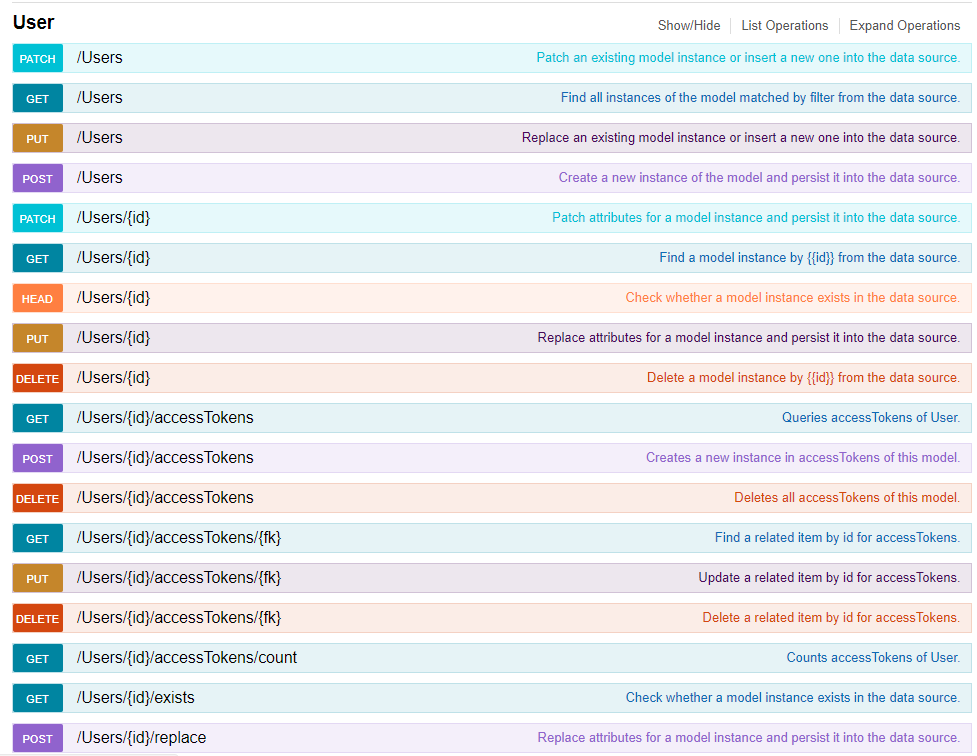 User
Show/Hide List Operations Expand Operations
PATCH /Users Patch an existing model instance or insert a new one into the data source.
GET /Users Find all instances of the model matched by filter from the data source.
PUT /Users Replace an existing model instance or insert a new one into the data source.
POST /Users Create a new instance of the model and persist it into the data source.
PATCH /Users/{id} Patch attributes for a model instance and persist it into the data source.
GET /Users/{id} Find a model instance by {{id}} from the data source.
HEAD /Users/{id} Check whether a model instance exists in the data source.
PUT /Users/{id} Replace attributes for a model instance and persist it into the data source.
DELETE /Users/{id} Delete a model instance by {{id}} from the data source.
GET /Users/{id}/accessTokens Queries accessTokens of User.
POST /Users/{id}/accessTokens Creates a new instance in accessTokens of this model.
DELETE /Users/{id}/accessTokens Deletes all accessTokens of this model.
GET /Users/{id}/accessTokens/{fk} Find a related item by id for accessTokens.
PUT /Users/{id}/accessTokens/{fk} Update a related item by id for accessTokens.
DELETE /Users/{id}/accessTokens/{fk} Delete a related item by id for accessTokens.
GET /Users/{id}/accessTokens/count Counts accessTokens of User.
GET /Users/{id}/exists Check whether a model instance exists in the data source.
POST /Users/{id}/replace Replace attributes for a model instance and persist it into the data source.